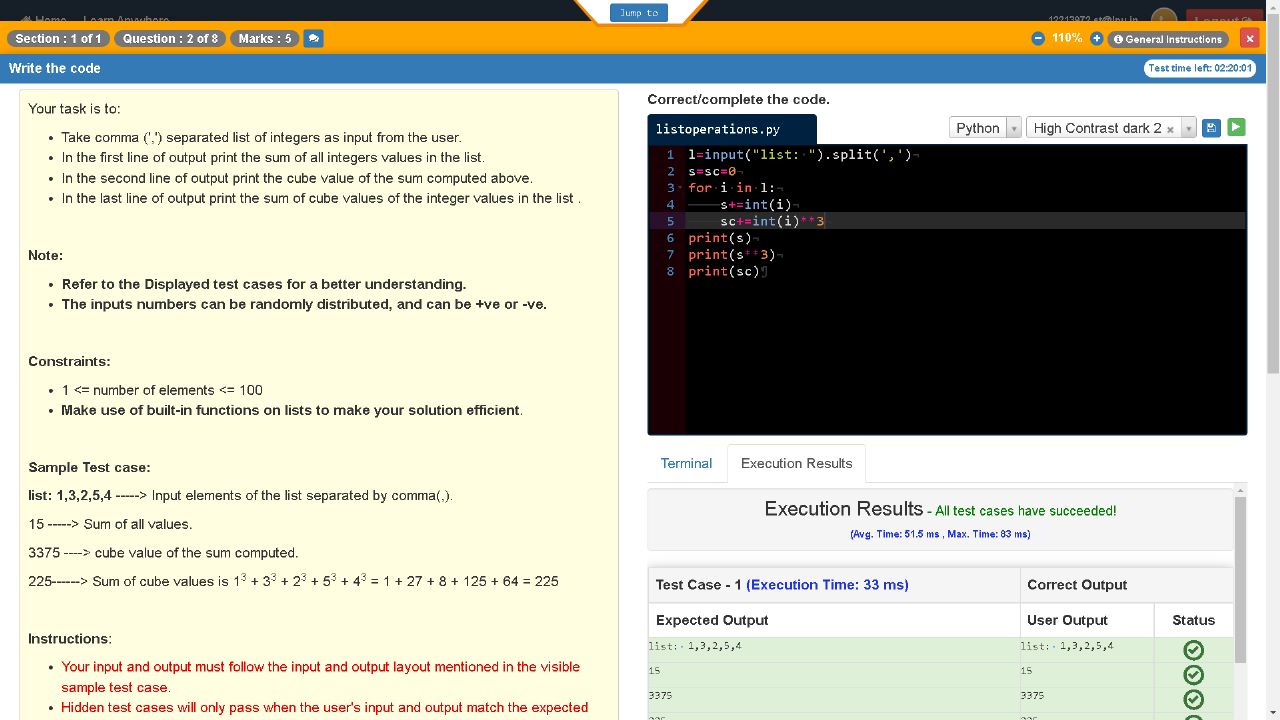 Jump to
Home Learn Anywhere
12213972.st@lpu.in
Logout
Section : 1 of 1 Question : 2 of 8 Marks : 5
110% General Instructions
Write the code
Test time left: 02:20:01
Your task is to:
Take comma (',') separated list of integers as input from the user.
In the first line of output print the sum of all integers values in the list.
In the second line of output print the cube value of the sum computed above.
In the last line of output print the sum of cube values of the integer values in the list .
Note:
Refer to the Displayed test cases for a better understanding.
The inputs numbers can be randomly distributed, and can be +ve or -ve.
Constraints:
1 <= number of elements <= 100
Make use of built-in functions on lists to make your solution efficient.
Sample Test case:
list: 1,3,2,5,4 -----> Input elements of the list separated by comma(,).
15 -----> Sum of all values.
3375 ----> cube value of the sum computed.
225------> Sum of cube values is 1³ + 3³ + 2³ + 5³ + 4³ = 1 + 27 + 8 + 125 + 64 = 225
Instructions:
Your input and output must follow the input and output layout mentioned in the visible
sample test case.
Hidden test cases will only pass when the user's input and output match the expected
Correct/complete the code.
listoperations.py
Python High Contrast dark 2
1 l=input("list: ").split(',')
2 s=sc=0
3 for i in l:
4 s+=int(i)
5 sc+=int(i)**3
6 print(s)
7 print(s**3)
8 print(sc)
Terminal Execution Results
Execution Results - All test cases have succeeded!
(Avg. Time: 51.5 ms , Max. Time: 83 ms)
Test Case - 1 (Execution Time: 33 ms) Correct Output
Expected Output User Output Status
list: 1,3,2,5,4 list: 1,3,2,5,4
15 15
3375 3375
225 225